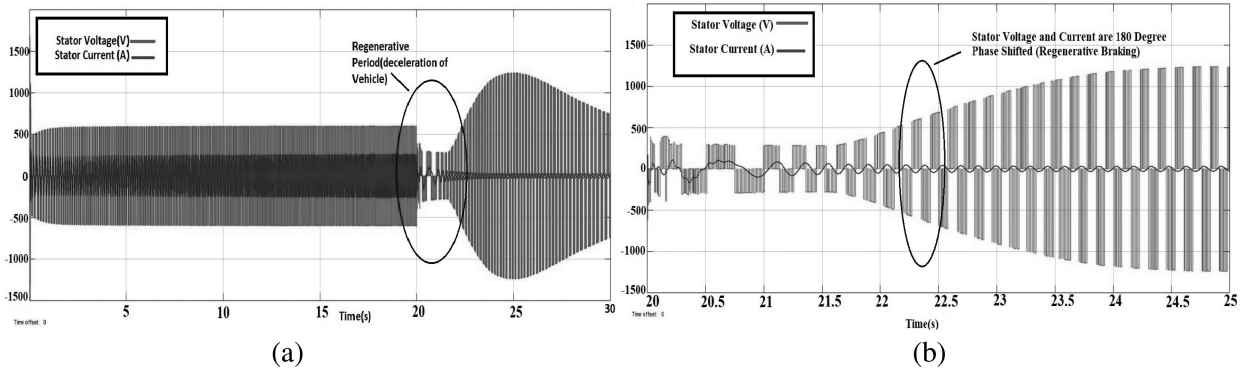 Stator Voltage(V)
Stator Current (A)
Regenerative
Period(deceleration of
Vehicle)
1500
1000
500
0
-500
-1000
-1500
5
10
15
20
25
30
Time(s)
Time offset: 0
(a)
Stator Voltage (V)
Stator Current (A)
Stator Voltage and Current are 180 Degree
Phase Shifted (Regenerative Braking)
1500
1000
500
0
-500
-1000
-1500
20
20.5
21
21.5
22
22.5
23
23.5
24
24.5
25
Time(s)
Time offset: 0
(b)